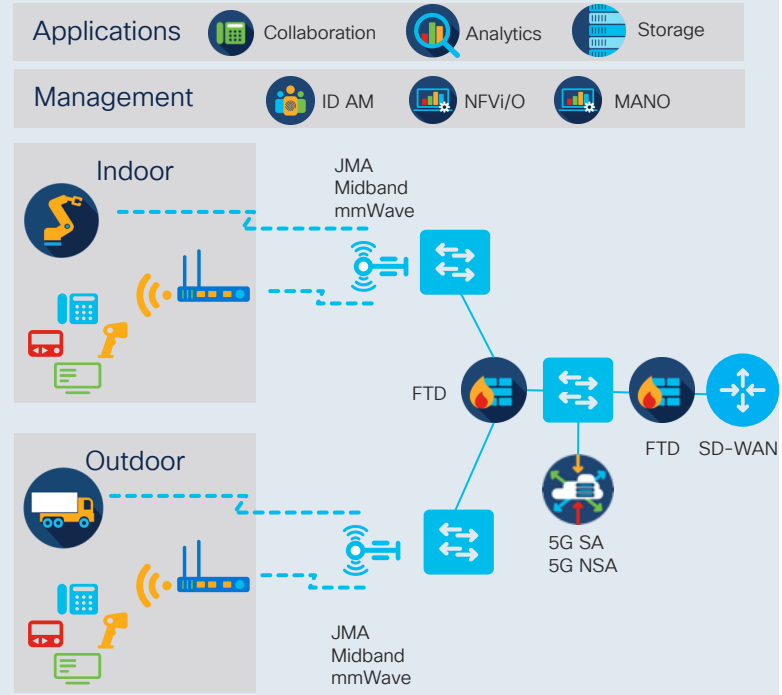 Applications
Collaboration
Analytics
Storage
Management
ID AM
NFVi/O
MANO
Indoor
JMA
Midband
mmWave
FTD
FTD
SD-WAN
Outdoor
5G SA
5G NSA
JMA
Midband
mmWave